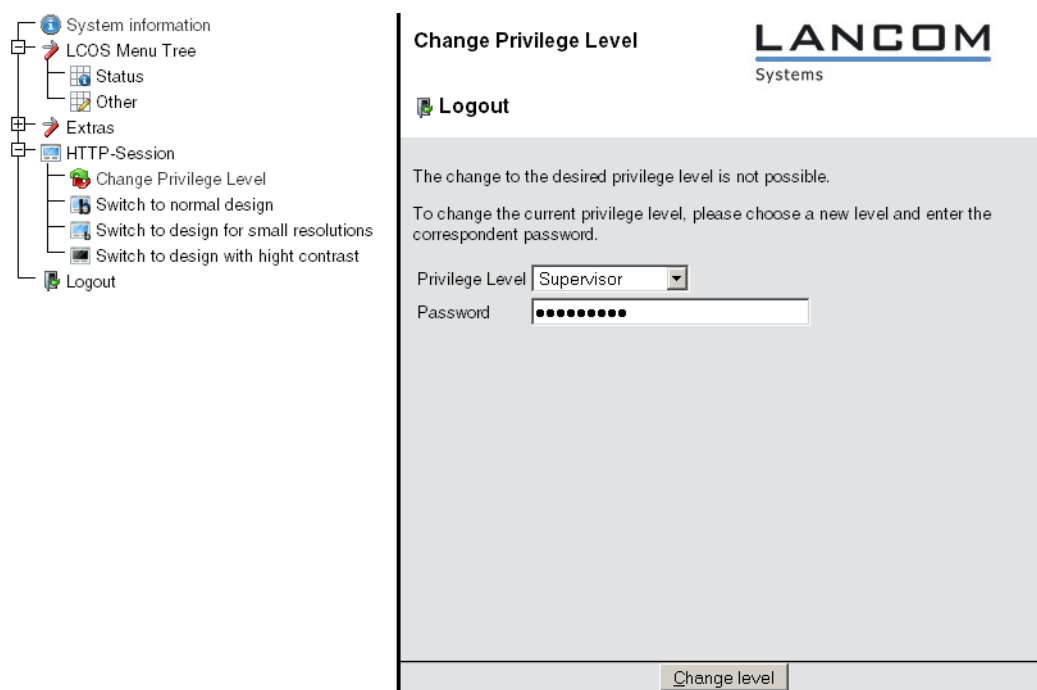 System information
LCOS Menu Tree
Status
Other
Extras
HTTP-Session
Change Privilege Level
Switch to normal design
Switch to design for small resolutions
Switch to design with hight contrast
Logout
Change Privilege Level
LANCOM
Systems
Logout
The change to the desired privilege level is not possible.
To change the current privilege level, please choose a new level and enter the
correspondent password.
Privilege Level Supervisor
Password •••••••••
Change level